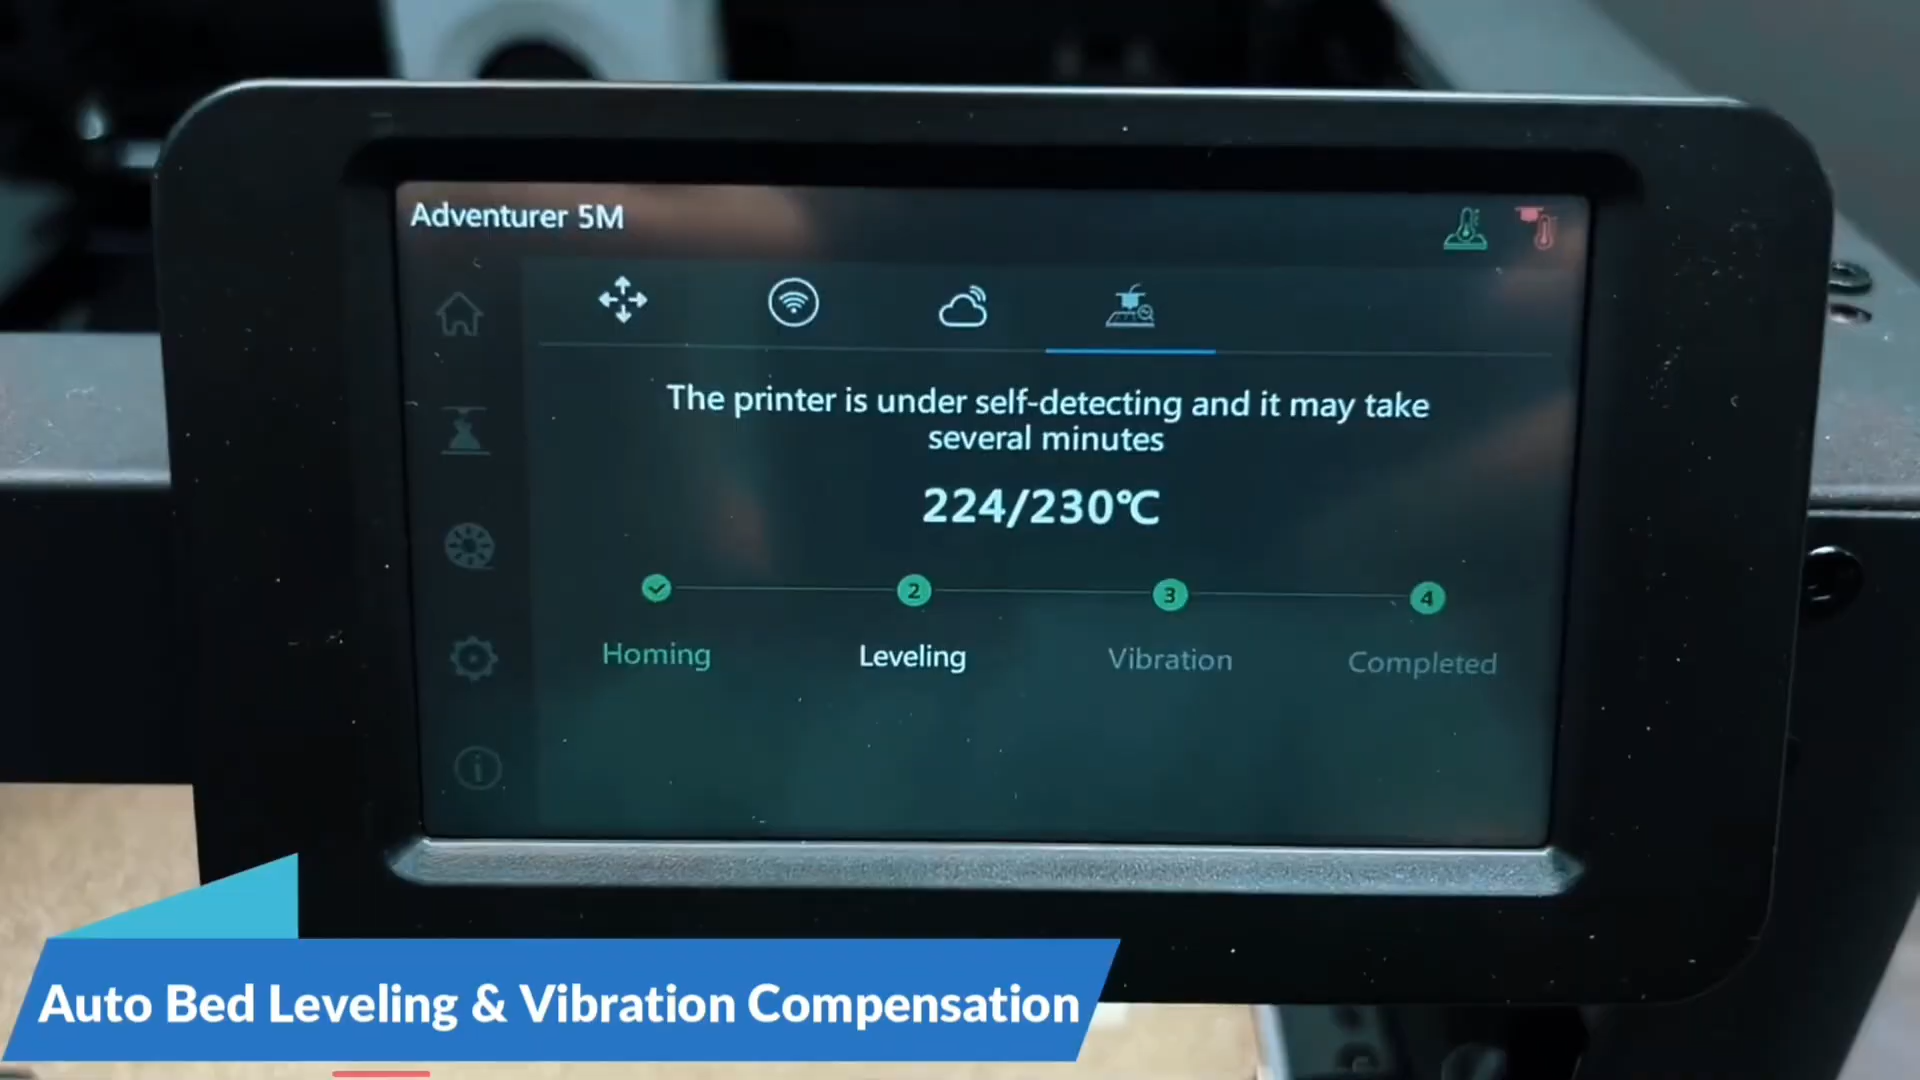 Adventurer 5M
The printer is under self-detecting and it may take
several minutes
224/230℃
2
3
4
Homing
Leveling
Vibration
Completed
Auto Bed Leveling & Vibration Compensation